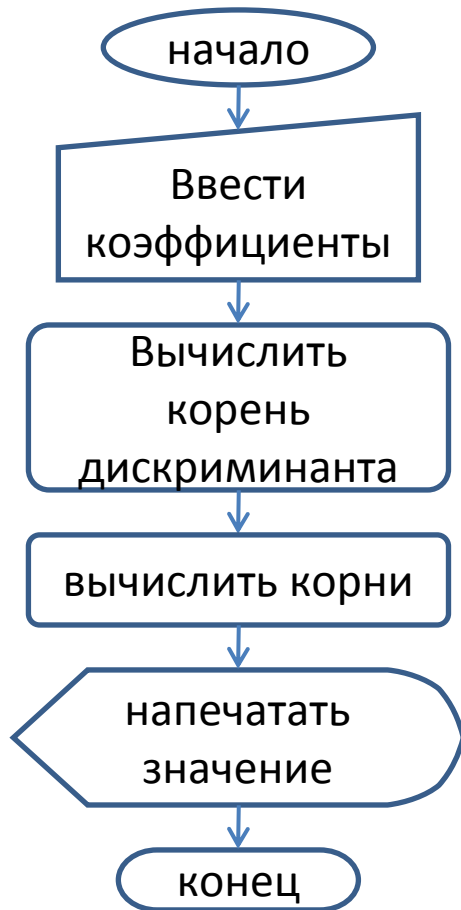 начало
Ввести
коэффициенты
Вычислить
корень
дискриминанта
вычислить корни
напечатать
значение
конец